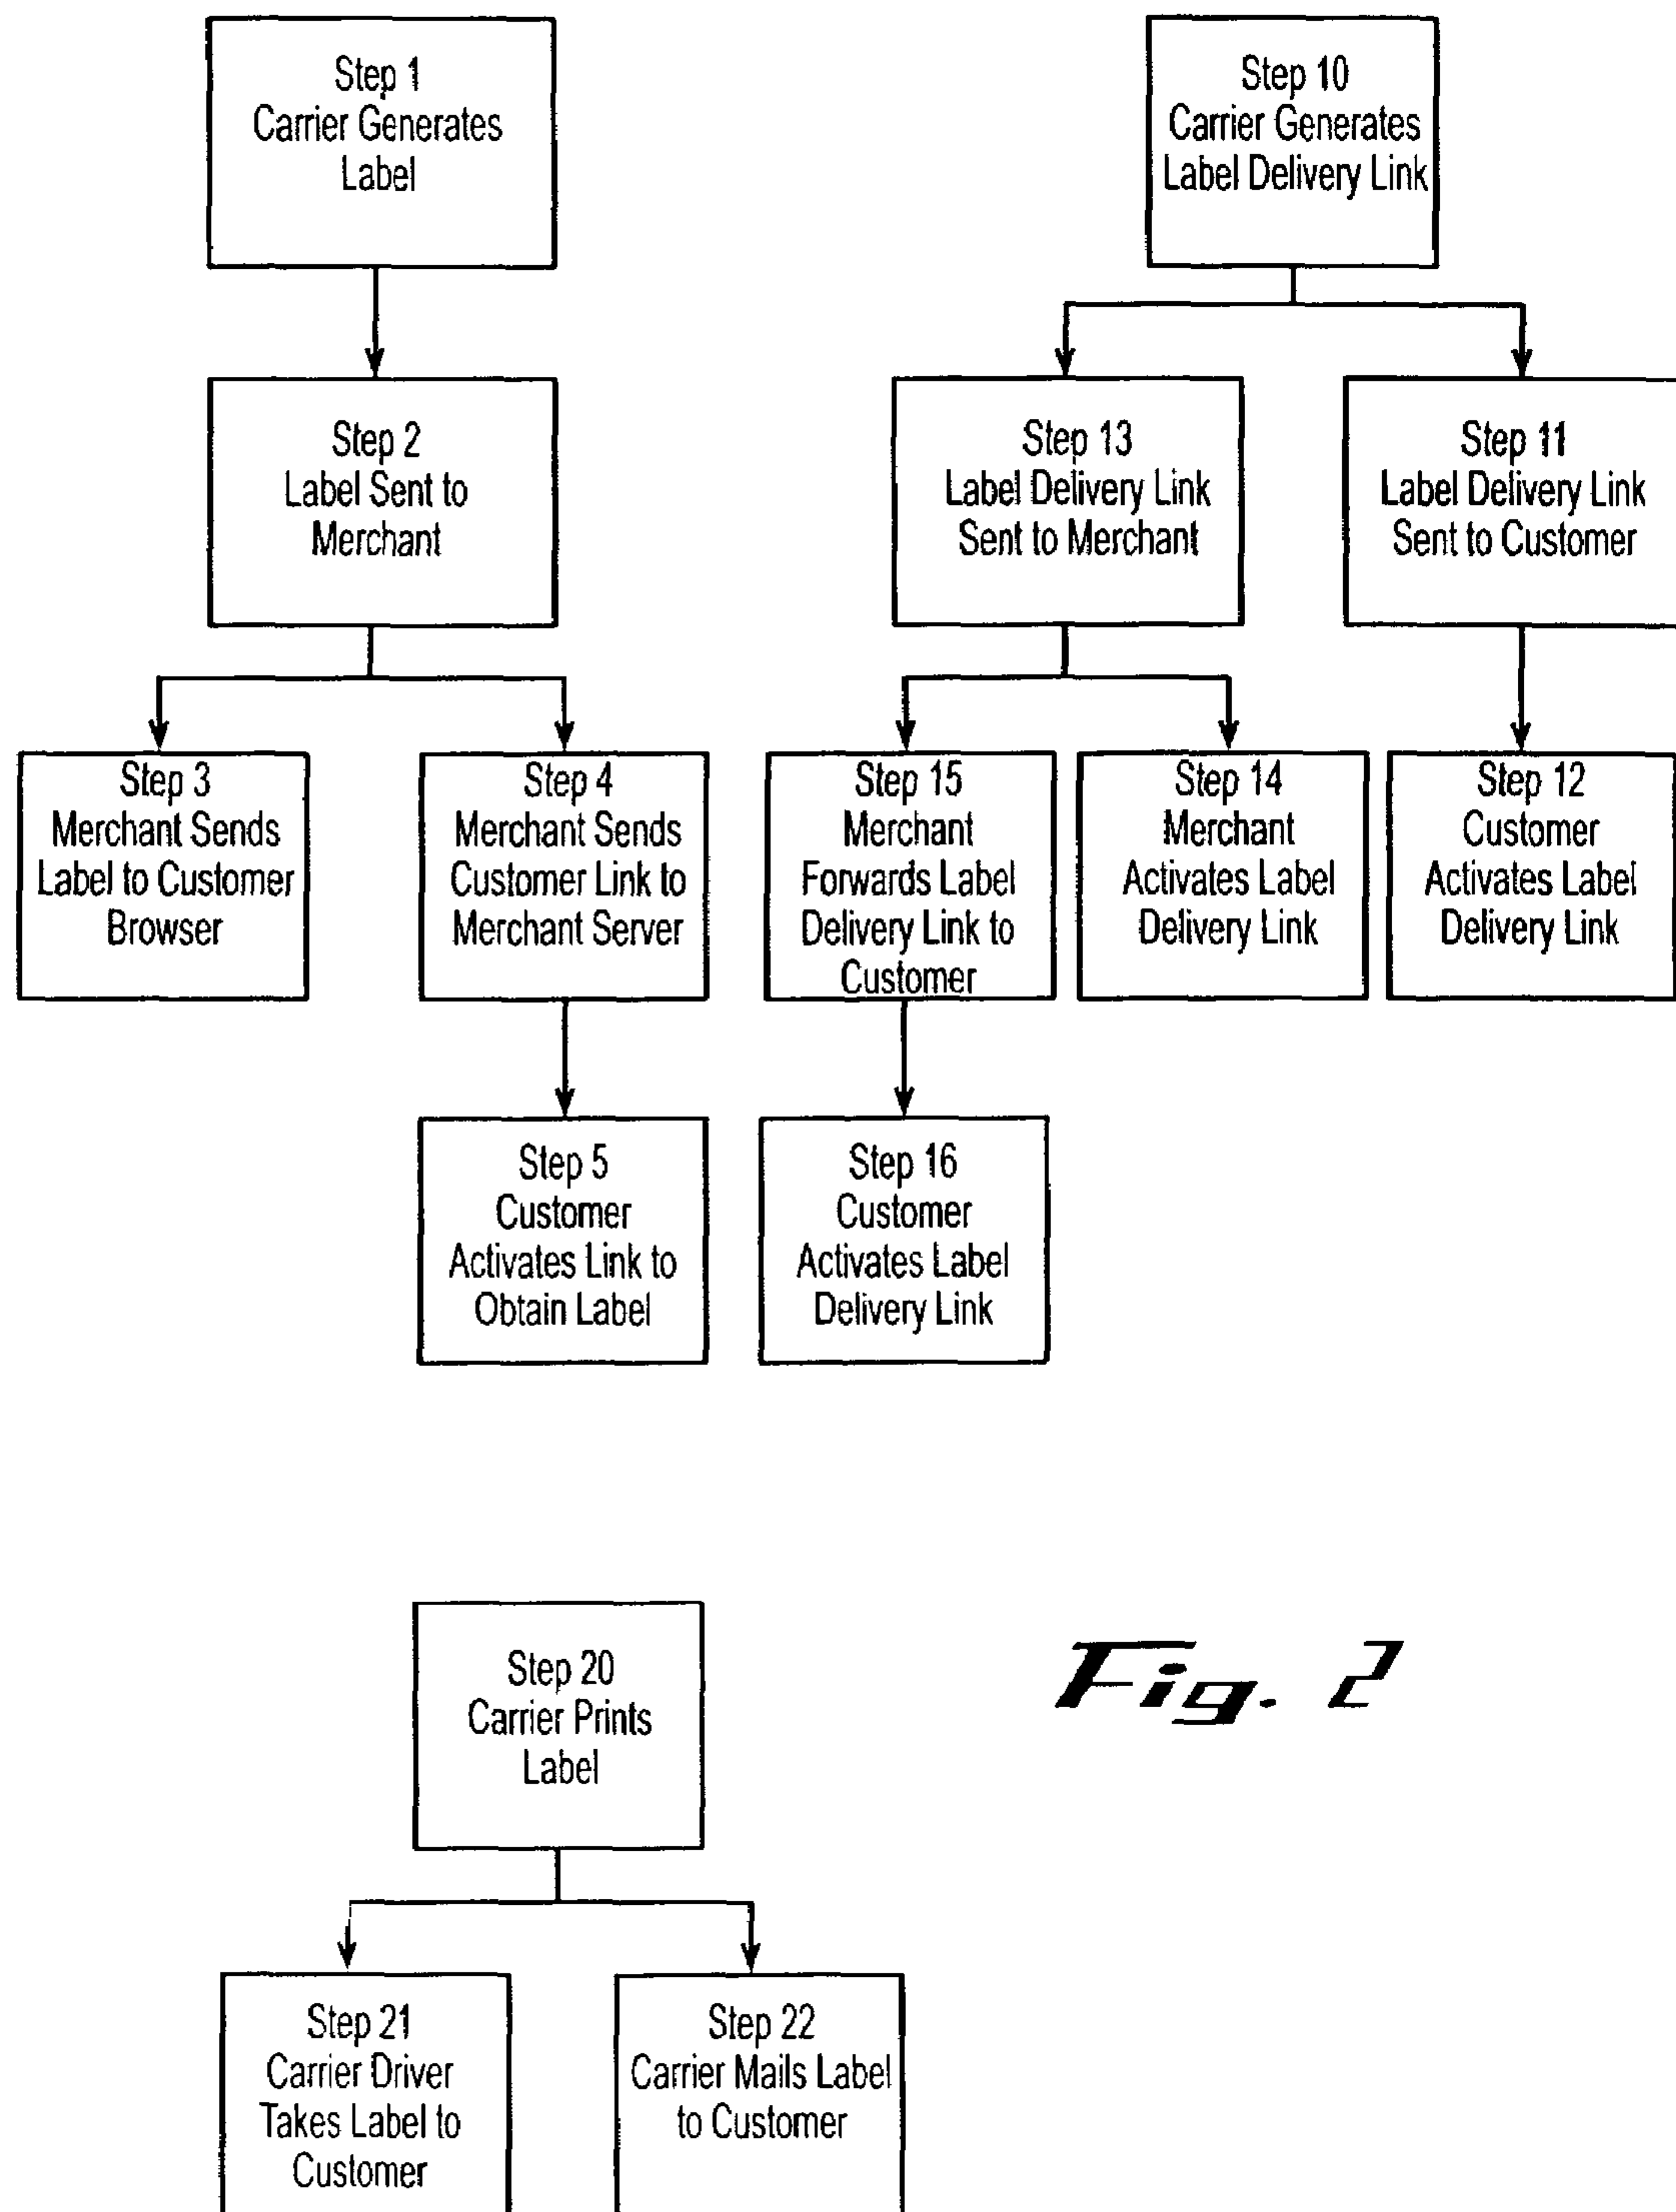 Step 1
Carrier Generates
Label
Step 10
Carrier Generates
Label Delivery Link
Step 2
Label Sent to
Merchant
Step 13
Label Delivery Link
Sent to Merchant
Step 11
Label Delivery Link
Sent to Customer
Step 3
Merchant Sends
Label to Customer
Browser
Step 4
Merchant Sends
Customer Link to
Merchant Server
Step 15
Merchant
Forwards Label
Delivery Link to
Customer
Step 14
Merchant
Activates Label
Delivery Link
Step 12
Customer
Activates Label
Delivery Link
Step 5
Customer
Activates Link to
Obtain Label
Step 16
Customer
Activates Label
Delivery Link
Step 20
Carrier Prints
Label
Fig. 2
Step 21
Carrier Driver
Takes Label to
Customer
Step 22
Carrier Mails Label
to Customer